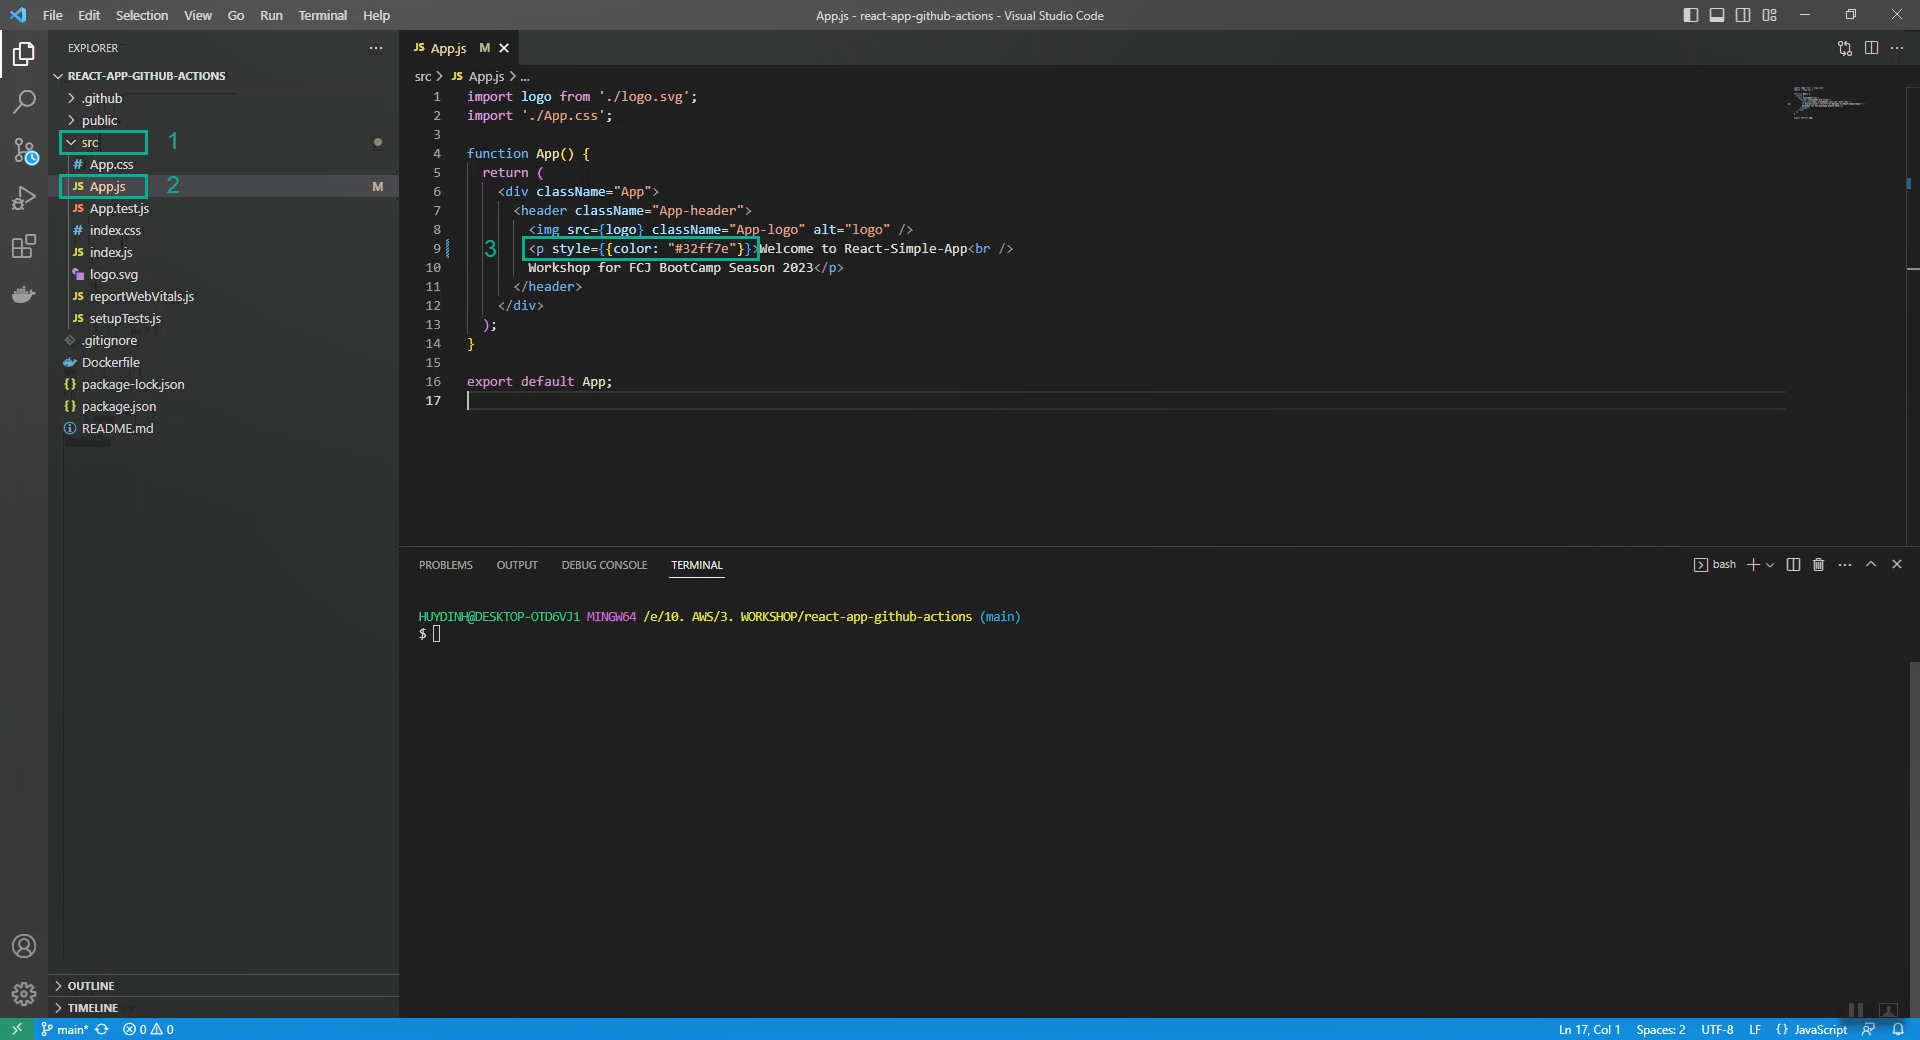 File Edit Selection View Go Run Terminal Help
App.js - react-app-github-actions - Visual Studio Code
EXPLORER
REACT-APP-GITHUB-ACTIONS
.github
public
src 1
App.css
JS App.js 2 M
JS App.test.js
index.css
JS index.js
logo.svg
JS reportWebVitals.js
JS setupTests.js
.gitignore
Dockerfile
{} package-lock.json
{} package.json
README.md
OUTLINE
TIMELINE
JS App.js M
src > JS App.js > ...
1 import logo from './logo.svg';
2 import './App.css';
3
4 function App() {
5 return (
6 <div className="App">
7 <header className="App-header">
8 <img src={logo} className="App-logo" alt="logo" />
9 3 <p style={{color: "#32ff7e"}}>Welcome to React-Simple-App<br />
10 Workshop for FCJ BootCamp Season 2023</p>
11 </header>
12 </div>
13 );
14 }
15
16 export default App;
17
PROBLEMS OUTPUT DEBUG CONSOLE TERMINAL bash
HUYDINH@DESKTOP-OTD6VJ1 MINGW64 /e/10. AWS/3. WORKSHOP/react-app-github-actions (main)
$
main* 0 0 Ln 17, Col 1 Spaces: 2 UTF-8 LF {} JavaScript